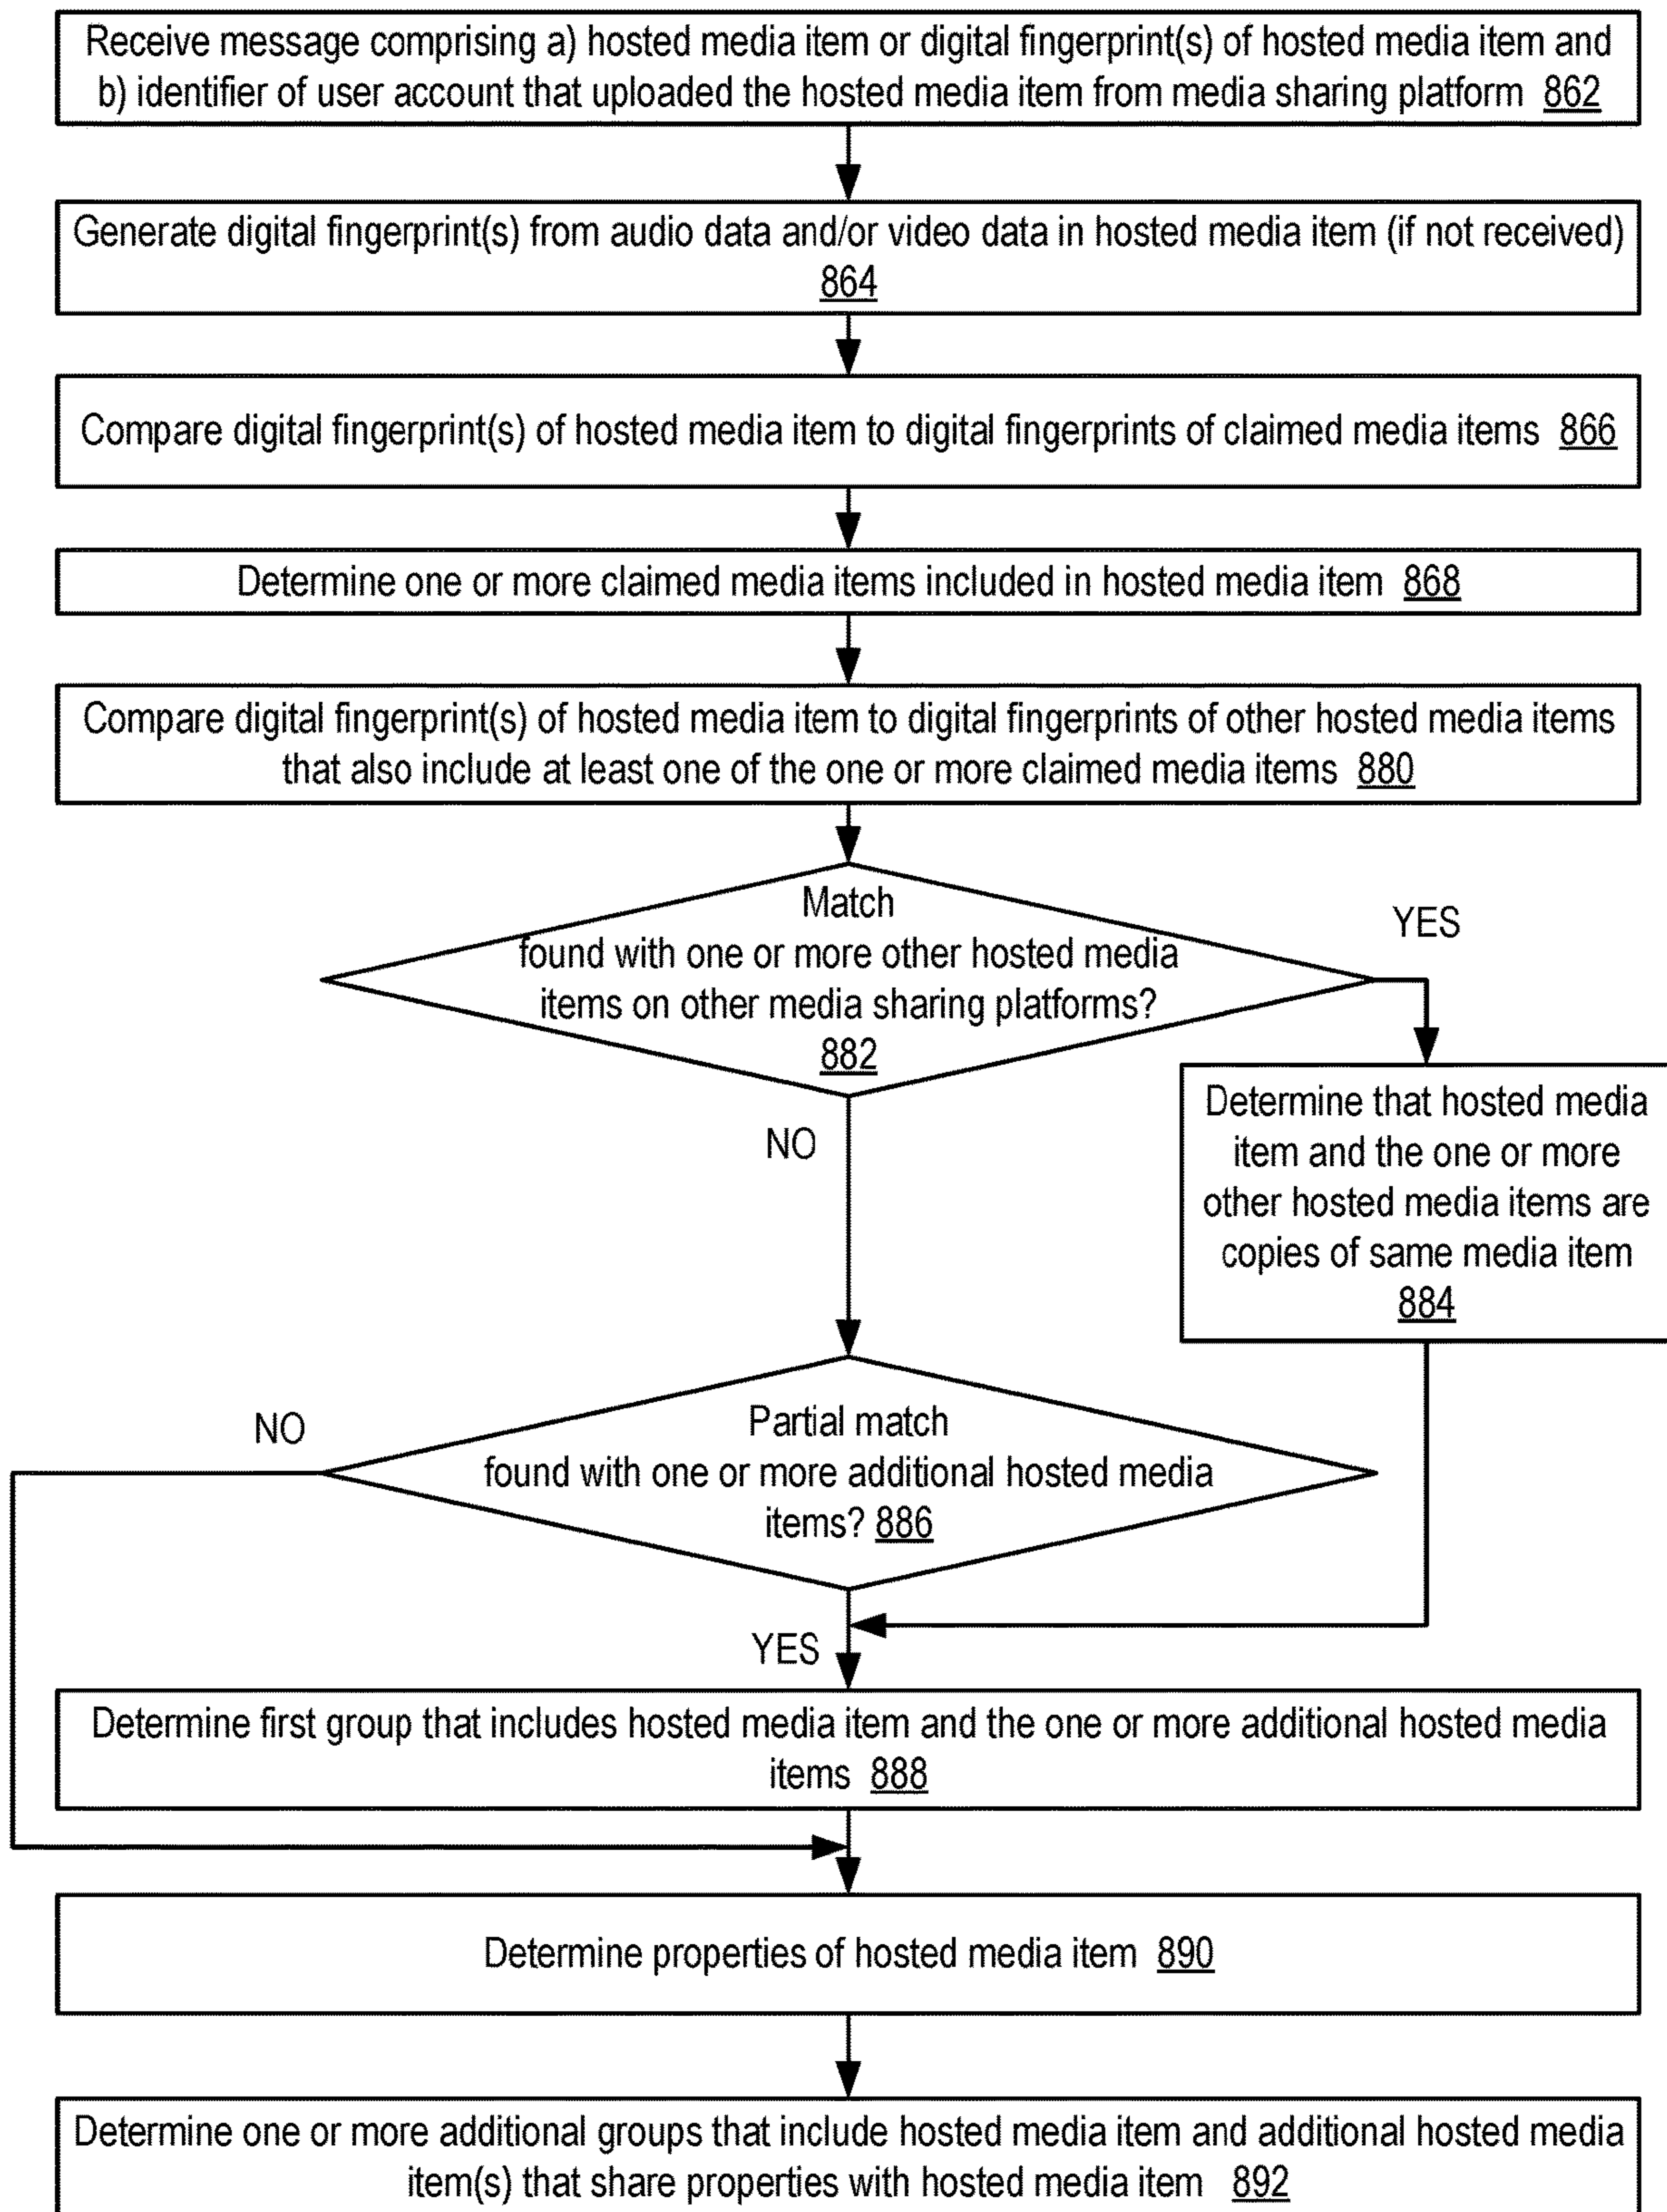 Receive message comprising a) hosted media item or digital fingerprint(s) of hosted media item and
b) identifier of user account that uploaded the hosted media item from media sharing platform 862
Generate digital fingerprint(s) from audio data and/or video data in hosted media item (if not received)
864
Compare digital fingerprint(s) of hosted media item to digital fingerprints of claimed media items 866
Determine one or more claimed media items included in hosted media item 868
Compare digital fingerprint(s) of hosted media item to digital fingerprints of other hosted media items
that also include at least one of the one or more claimed media items 880
Match
found with one or more other hosted media
items on other media sharing platforms?
882
YES
NO
Determine that hosted media
item and the one or more
other hosted media items are
copies of same media item
884
Partial match
found with one or more additional hosted media
items? 886
NO
YES
Determine first group that includes hosted media item and the one or more additional hosted media
items 888
Determine properties of hosted media item 890
Determine one or more additional groups that include hosted media item and additional hosted media
item(s) that share properties with hosted media item 892